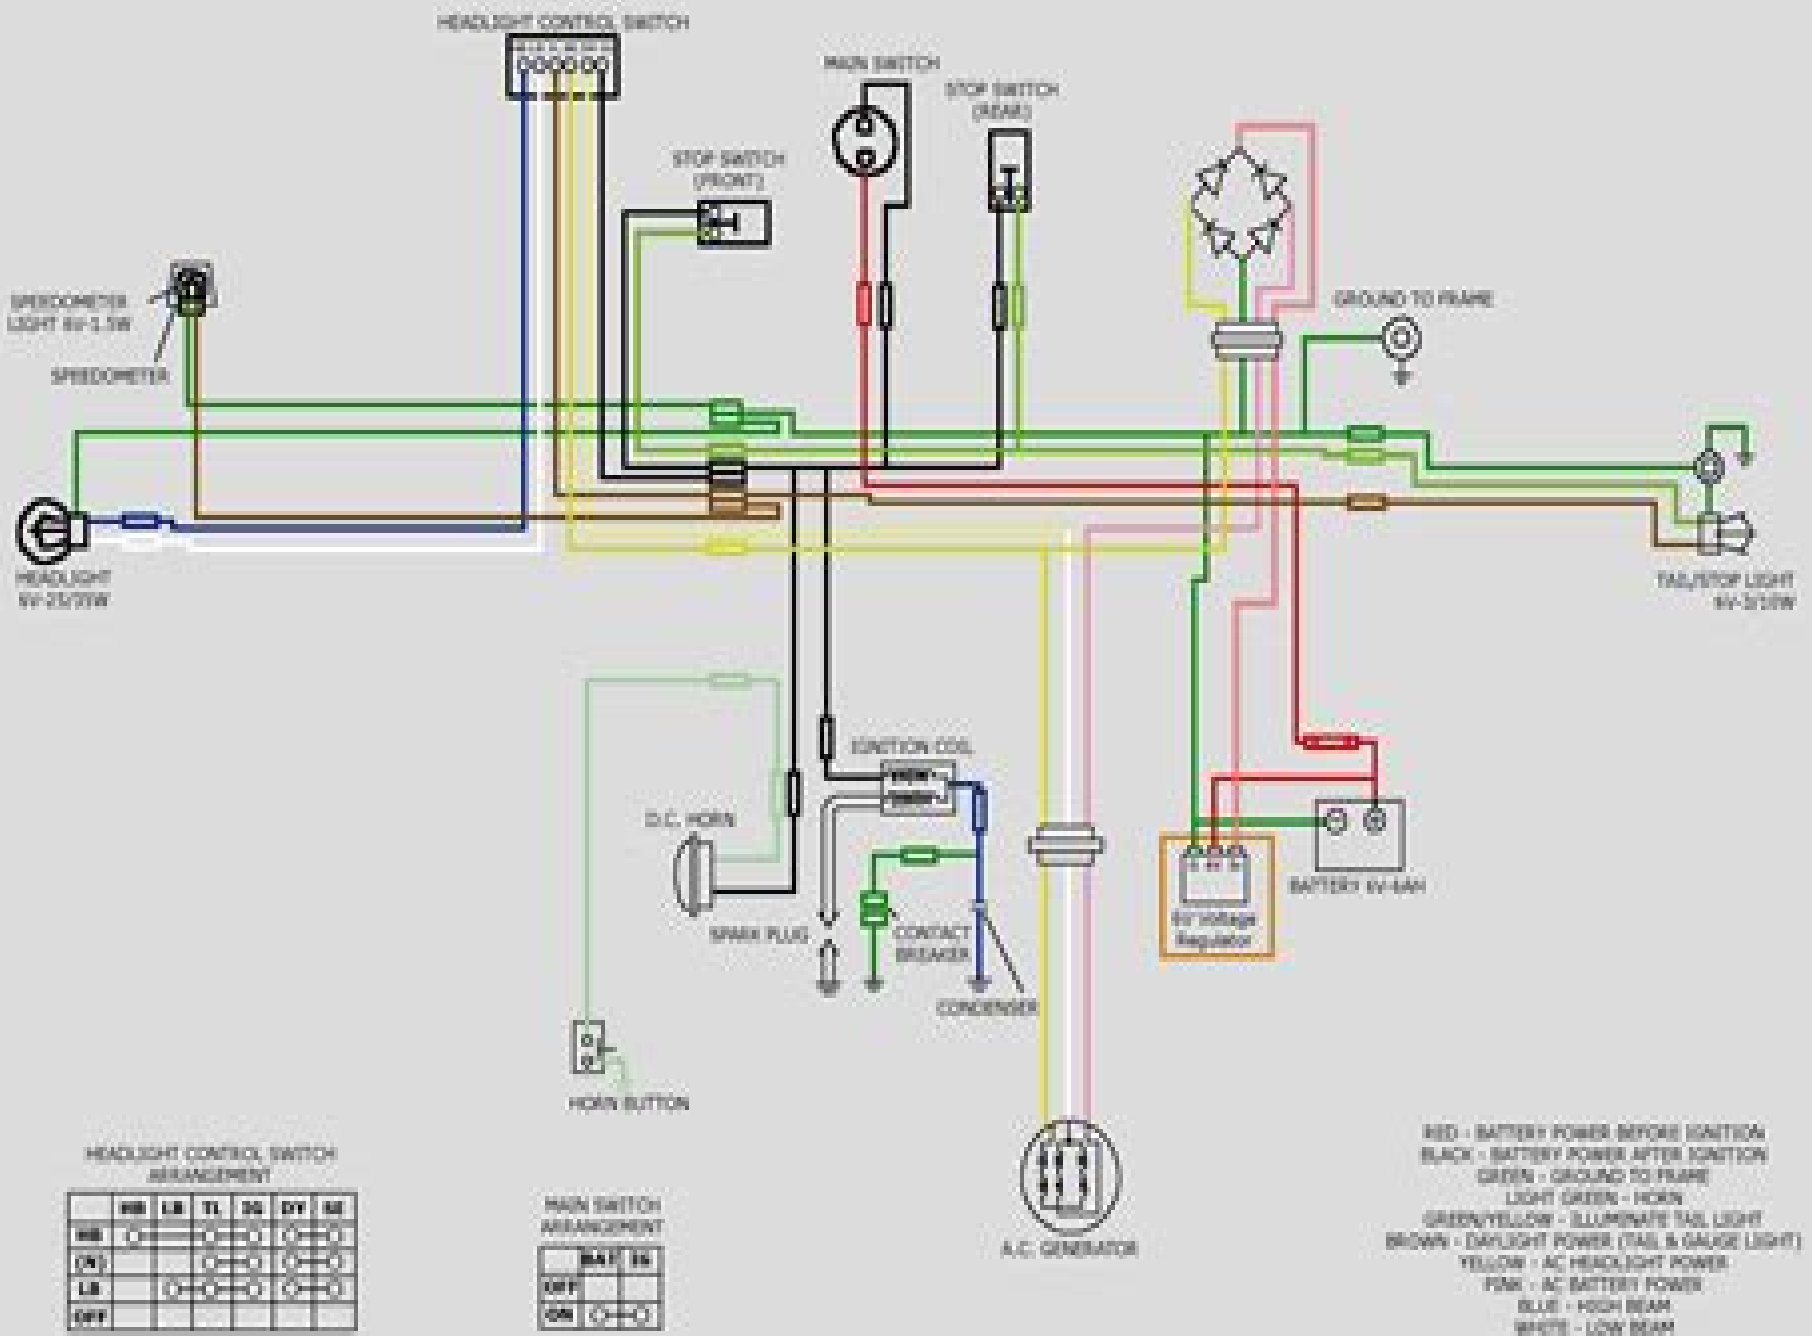 HEADLIGHT CONTROL SWITCH
MAIN SWITCH
STOP SWITCH
(REAR)
STOP SWITCH
(FRONT)
SPEEDOMETER
LIGHT 6V-1.5W
SPEEDOMETER
GROUND TO FRAME
HEADLIGHT
6V-25/35W
TAIL/STOP LIGHT
6V-3/10W
IGNITION COIL
D.C. HORN
BATTERY 6V-4AH
6V Voltage
Regulator
SPARK PLUG
CONTACT
BREAKER
CONDENSER
HORN BUTTON
A.C. GENERATOR
HEADLIGHT CONTROL SWITCH
ARRANGEMENT
HB LB TL IG DY SE
HB
(N)
LB
OFF
MAIN SWITCH
ARRANGEMENT
BAT IG
OFF
ON
RED - BATTERY POWER BEFORE IGNITION
BLACK - BATTERY POWER AFTER IGNITION
GREEN - GROUND TO FRAME
LIGHT GREEN - HORN
GREEN/YELLOW - ILLUMINATE TAIL LIGHT
BROWN - DAYLIGHT POWER (TAIL & GAUGE LIGHT)
YELLOW - AC HEADLIGHT POWER
PINK - AC BATTERY POWER
BLUE - HIGH BEAM
WHITE - LOW BEAM